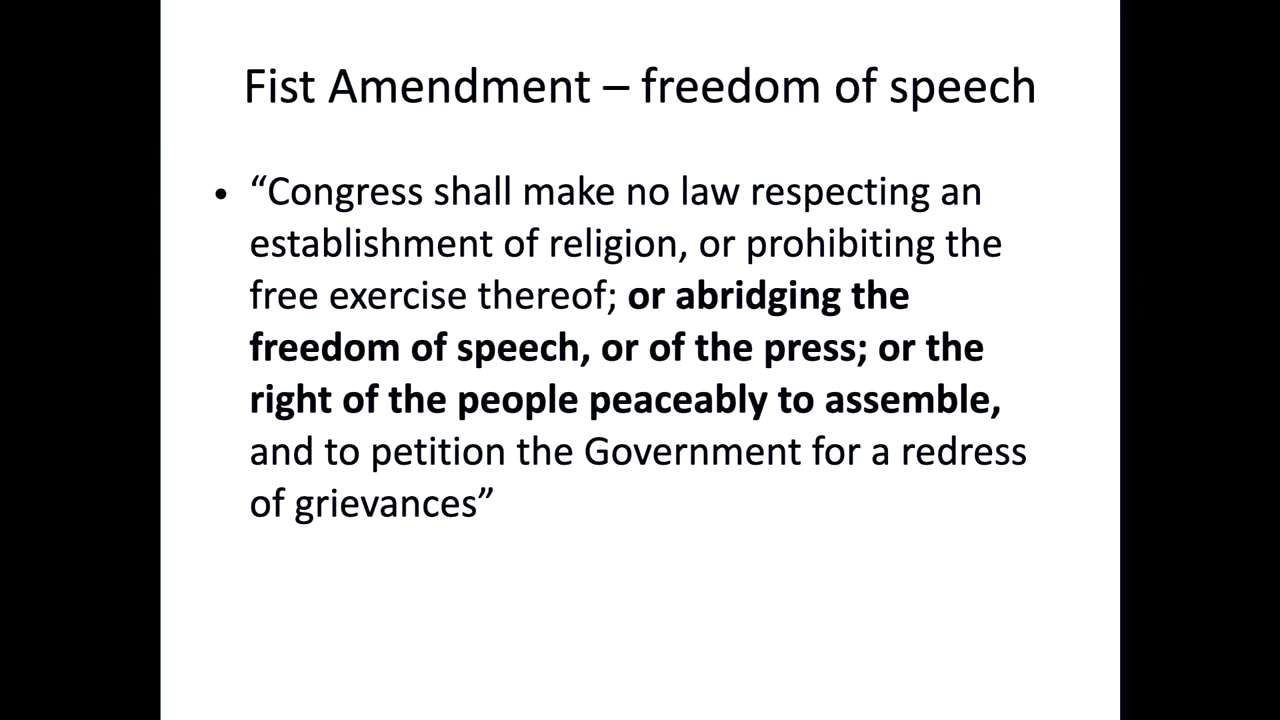 Fist Amendment – freedom of speech
• “Congress shall make no law respecting an
establishment of religion, or prohibiting the
free exercise thereof; or abridging the
freedom of speech, or of the press; or the
right of the people peaceably to assemble,
and to petition the Government for a redress
of grievances”